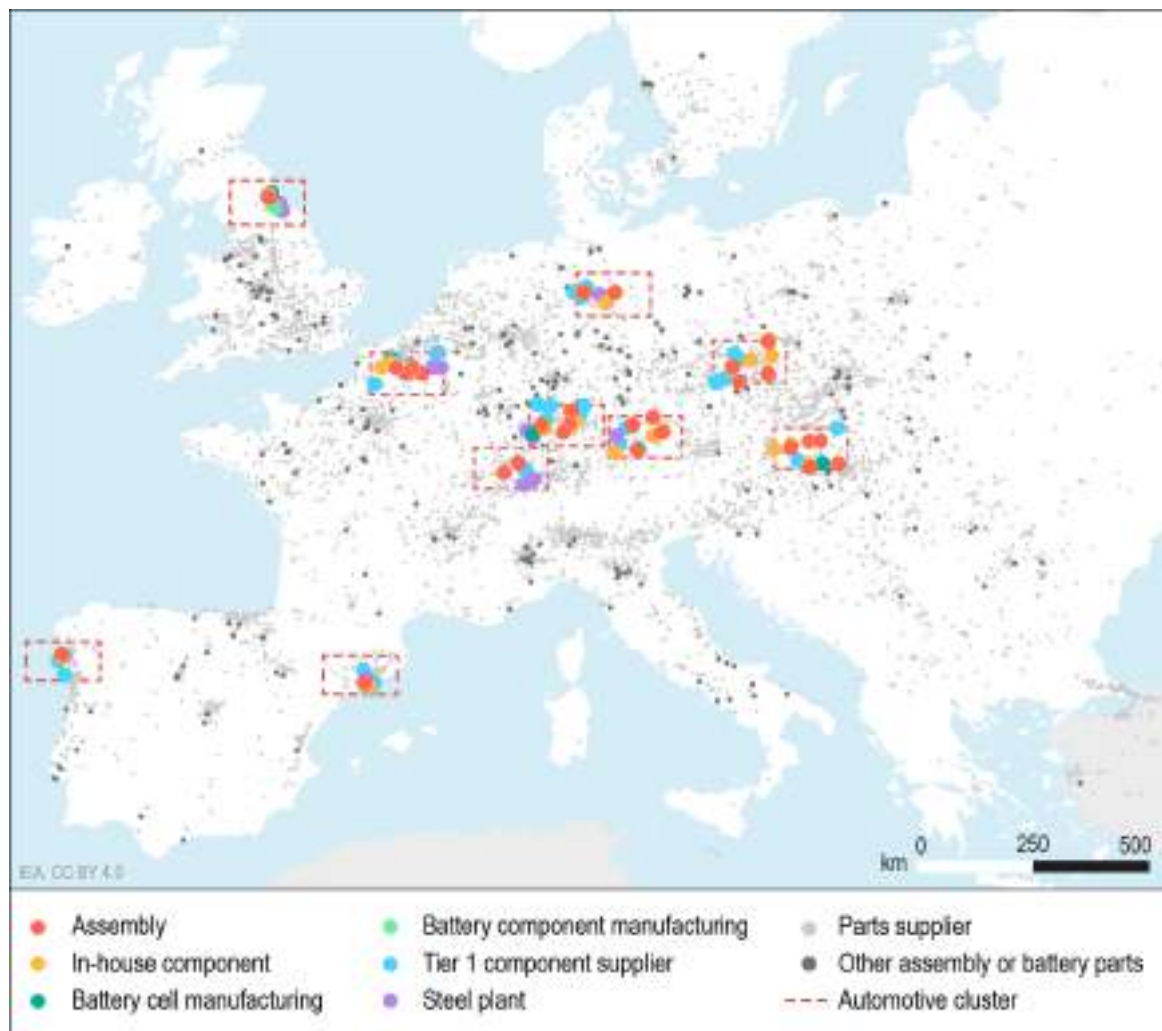 0 250 500
km
IEA. CC BY 4.0
Assembly
Battery component manufacturing
Parts supplier
In-house component
Tier 1 component supplier
Other assembly or battery parts
Battery cell manufacturing
Steel plant
Automotive cluster